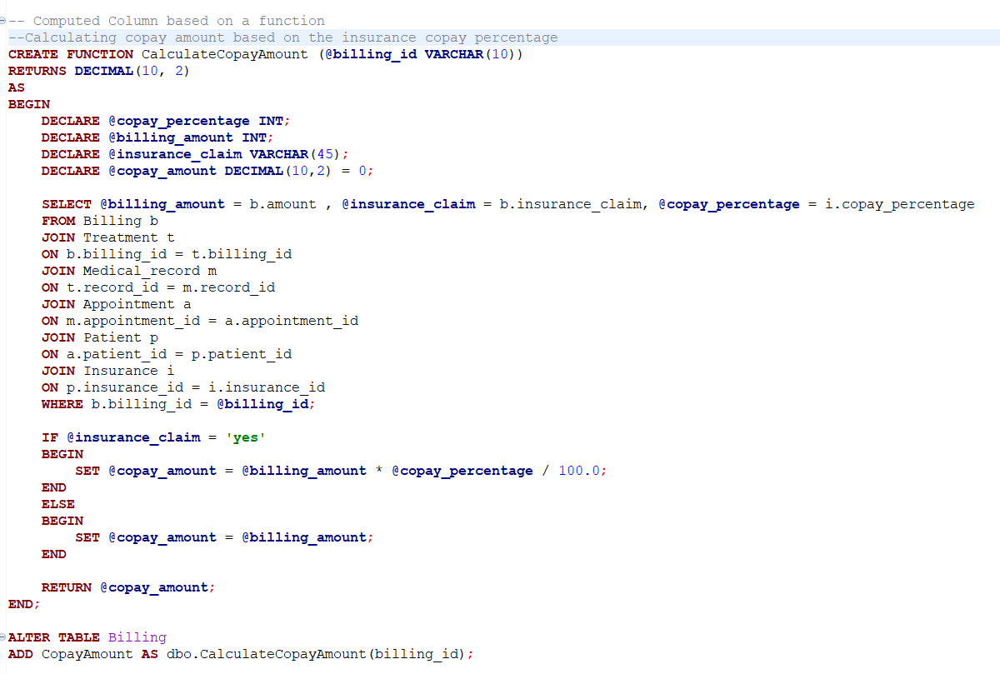 -- Computed Column based on a function
--Calculating copay amount based on the insurance copay percentage
CREATE FUNCTION CalculateCopayAmount (@billing_id VARCHAR(10))
RETURNS DECIMAL(10, 2)
AS
BEGIN
    DECLARE @copay_percentage INT;
    DECLARE @billing_amount INT;
    DECLARE @insurance_claim VARCHAR(45);
    DECLARE @copay_amount DECIMAL(10,2) = 0;

    SELECT @billing_amount = b.amount , @insurance_claim = b.insurance_claim, @copay_percentage = i.copay_percentage
    FROM Billing b
    JOIN Treatment t
    ON b.billing_id = t.billing_id
    JOIN Medical_record m
    ON t.record_id = m.record_id
    JOIN Appointment a
    ON m.appointment_id = a.appointment_id
    JOIN Patient p
    ON a.patient_id = p.patient_id
    JOIN Insurance i
    ON p.insurance_id = i.insurance_id
    WHERE b.billing_id = @billing_id;

    IF @insurance_claim = 'yes'
    BEGIN
        SET @copay_amount = @billing_amount * @copay_percentage / 100.0;
    END
    ELSE
    BEGIN
        SET @copay_amount = @billing_amount;
    END

    RETURN @copay_amount;
END;

ALTER TABLE Billing
ADD CopayAmount AS dbo.CalculateCopayAmount(billing_id);